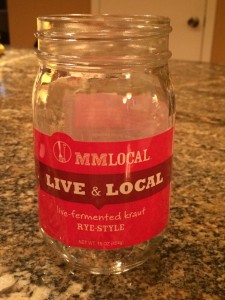 MMLOCAL
LIVE & LOCAL
live-fermented kraut
RYE-STYLE